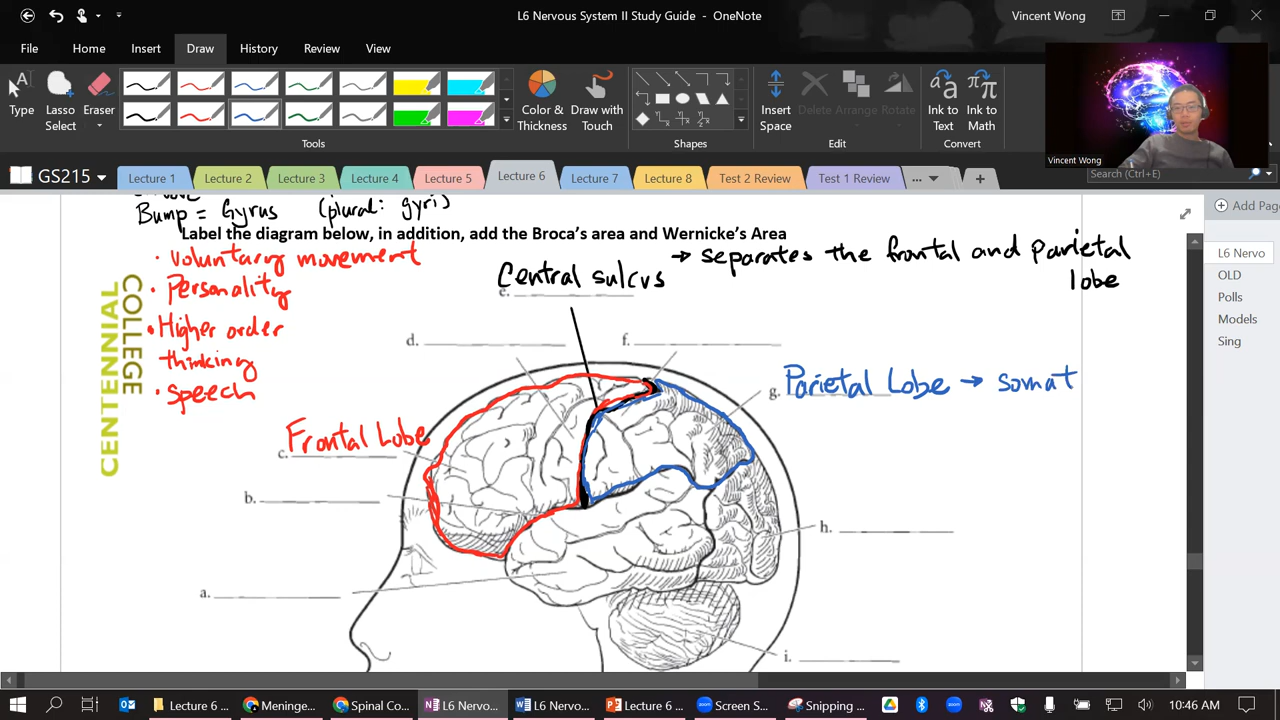 L6 Nervous System II Study Guide - OneNote
Vincent Wong
File Home Insert Draw History Review View
Type
Lasso Select
Eraser
Color & Thickness
Draw with Touch
Insert Space
Delete
Arrange
Rotate
Ink to Text
Ink to Math
Tools
Shapes
Edit
Convert
Vincent Wong
GS215
Lecture 1 Lecture 2 Lecture 3 Lecture 4 Lecture 5 Lecture 6 Lecture 7 Lecture 8 Test 2 Review Test 1 Review ...
Search (Ctrl+E)
Add Page
L6 Nervo
OLD
Polls
Models
Sing
Bump = Gyrus (plural: gyri)
Label the diagram below, in addition, add the Broca's area and Wernicke's Area
• Voluntary movement
• Personality
• Higher order
thinking
• Speech
CENTENNIAL
COLLEGE
Central sulcus
→ separates the frontal and parietal
lobe
e.
d.
f.
g. Parietal Lobe → somat
Frontal Lobe
c.
b.
h.
a.
i.
Lecture 6 ...
Meninge...
Spinal Co...
L6 Nervo...
Lecture 6...
Lecture 6 ...
Screen S...
Snipping ...
10:46 AM